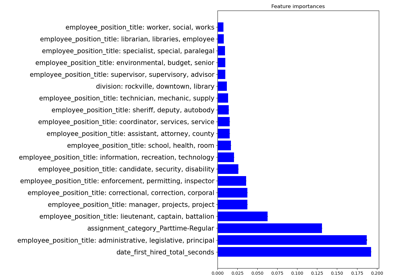 Feature importances
employee_position_title: worker, social, works
employee_position_title: librarian, libraries, employee
employee_position_title: specialist, special, paralegal
employee_position_title: environmental, budget, senior
employee_position_title: supervisor, supervisory, advisor
division: rockville, downtown, library
employee_position_title: technician, mechanic, supply
employee_position_title: sheriff, deputy, autobody
employee_position_title: coordinator, services, service
employee_position_title: assistant, attorney, county
employee_position_title: school, health, room
employee_position_title: information, recreation, technology
employee_position_title: candidate, security, disability
employee_position_title: enforcement, permitting, inspector
employee_position_title: correctional, correction, corporal
employee_position_title: manager, projects, project
employee_position_title: lieutenant, captain, battalion
assignment_category_Parttime-Regular
employee_position_title: administrative, legislative, principal
date_first_hired_total_seconds
0.000 0.025 0.050 0.075 0.100 0.125 0.150 0.175 0.200